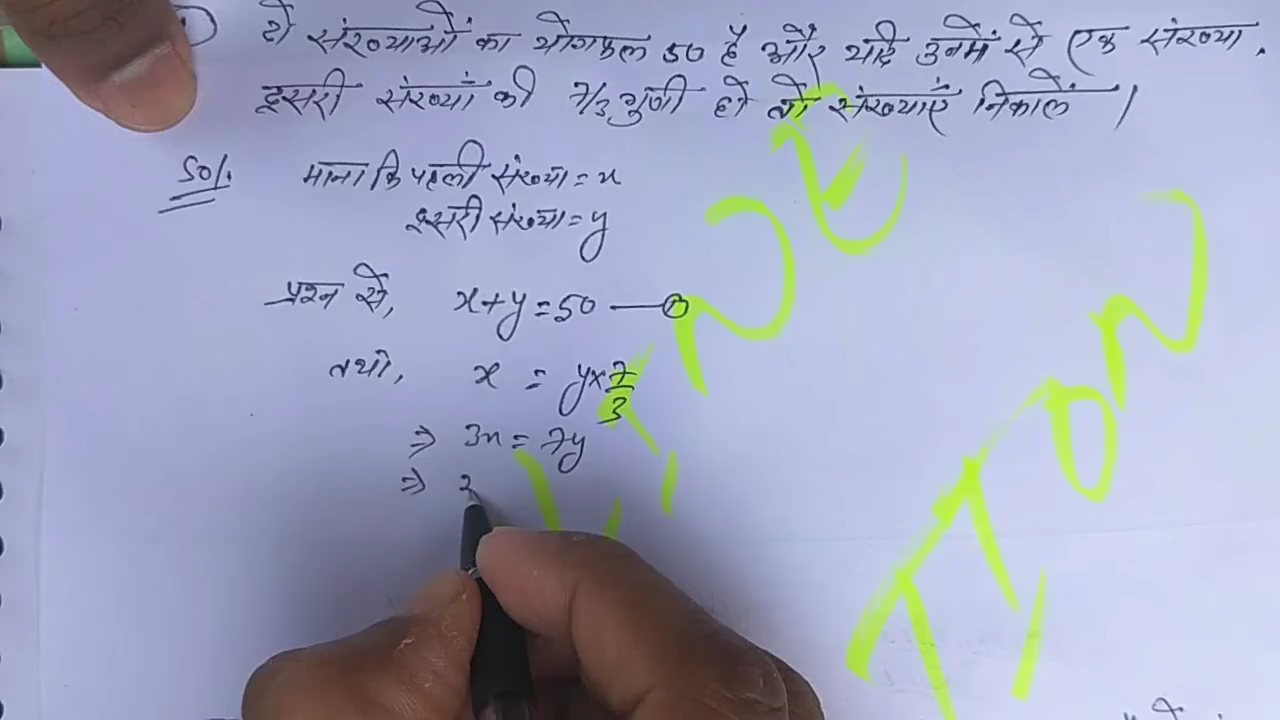 दो संख्याओं का योगफल 50 है और यदि उनमें से एक संख्या
दूसरी संख्या की 7/3 गुणी हो तो संख्याएं निकालें ।
Sol.
माना कि पहली संख्या = x
दूसरी संख्या = y
प्रश्न से, x+y = 50 — ①
तथा, x = y×7/3
⇒ 3x = 7y
⇒